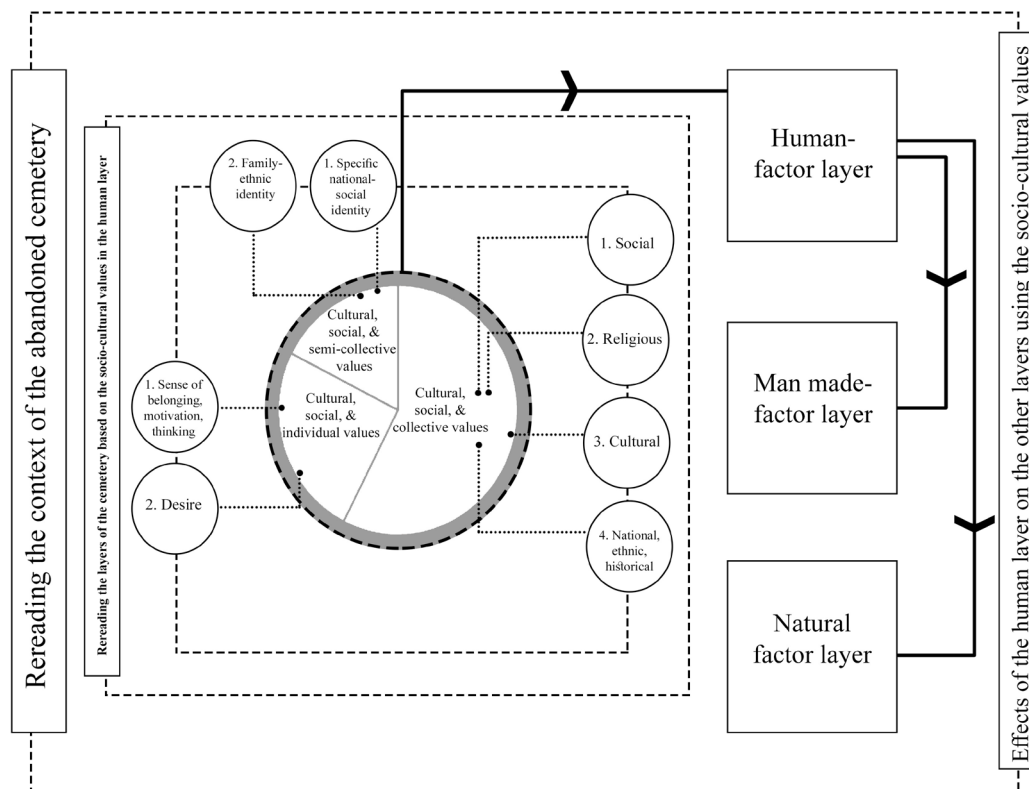 Rereading the context of the abandoned cemetery
Rereading the layers of the cemetery based on the socio-cultural values in the human layer
2. Family-
ethnic
identity
1. Specific
national-
social
identity
1. Sense of
belonging,
motivation,
thinking
2. Desire
Cultural,
social, &
semi-collective
values
Cultural,
social, &
individual values
Cultural,
social, &
collective values
1. Social
2. Religious
3. Cultural
4. National,
ethnic,
historical
Human-
factor layer
Man made-
factor layer
Natural
factor layer
Effects of the human layer on the other layers using the socio-cultural values